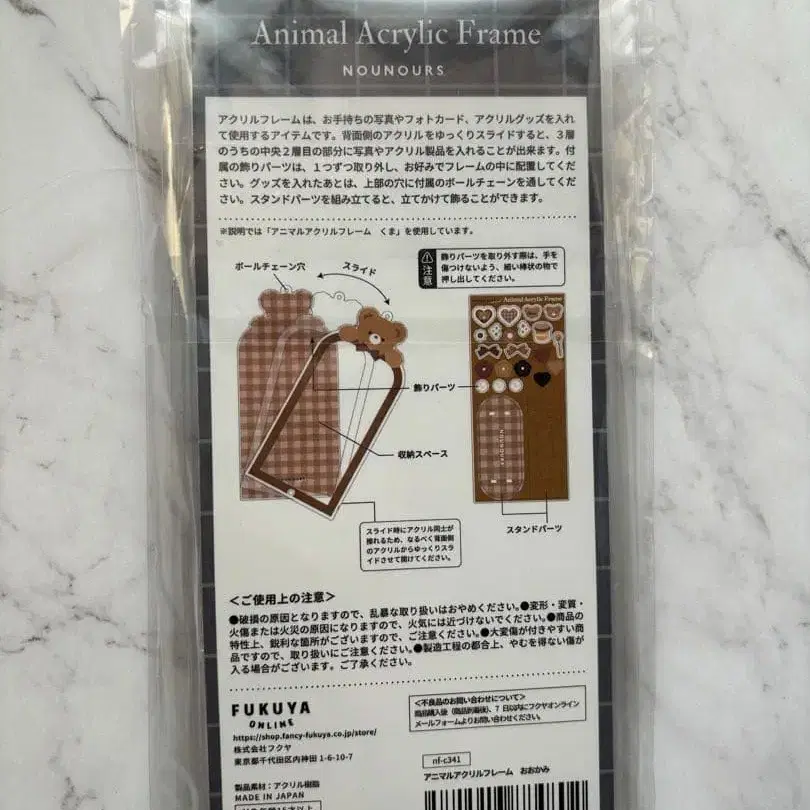 Animal Acrylic Frame
NOUNOURS
アクリルフレームは、お手持ちの写真やフォトカード、アクリルグッズを入れ
て使用するアイテムです。背面側のアクリルをゆっくりスライドすると、３層
のうちの中央２層目の部分に写真やアクリル製品を入れることが出来ます。付
属の飾りパーツは、１つずつ取り外し、お好みでフレームの中に配置してくだ
さい。グッズを入れたあとは、上部の穴に付属のボールチェーンを通してくだ
さい。スタンドパーツを組み立てると、立てかけて飾ることができます。
※説明では「アニマルアクリルフレーム　くま」を使用しています。
ボールチェーン穴
スライド
注意
飾りパーツを取り外す際は、手を
傷つけないよう、細い棒状の物で
押し出してください。
Animal Acrylic Frame
飾りパーツ
収納スペース
NOUNOURS
スタンドパーツ
スライド時にアクリル同士が
擦れるため、なるべく背面側
のアクリルからゆっくりスラ
イドさせて開けてください。
＜ご使用上の注意＞
●破損の原因となりますので、乱暴な取り扱いはおやめください。●変形・変質・
火傷または火災の原因になりますので、火気には近づけないでください。●商品の
特性上、鋭利な箇所がございますので、ご注意ください。●大変傷が付きやすい商
品ですので、取り扱いにご注意ください。●製造工程の都合上、やむを得ない傷が
入る場合がございます。ご了承ください。
FUKUYA
ONLINE
https://shop.fancy-fukuya.co.jp/store/
株式会社フクヤ
東京都千代田区内神田 1-6-10-7
＜不良品のお問い合わせについて＞
商品購入後（商品到着後）、7 日以内にフクヤオンライン
メールフォームよりお問い合わせください。
製品素材：アクリル樹脂
MADE IN JAPAN
nf-c341
アニマルアクリルフレーム　おおかみ